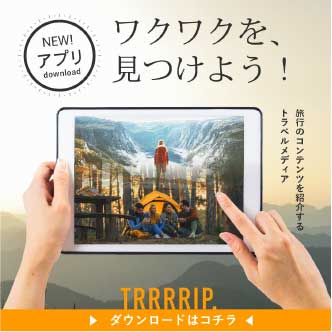 NEW!
アプリ
download
ワクワクを、
見つけよう!
旅行のコンテンツを紹介する
トラベルメディア
TRRRRIP.
ダウンロードはコチラ